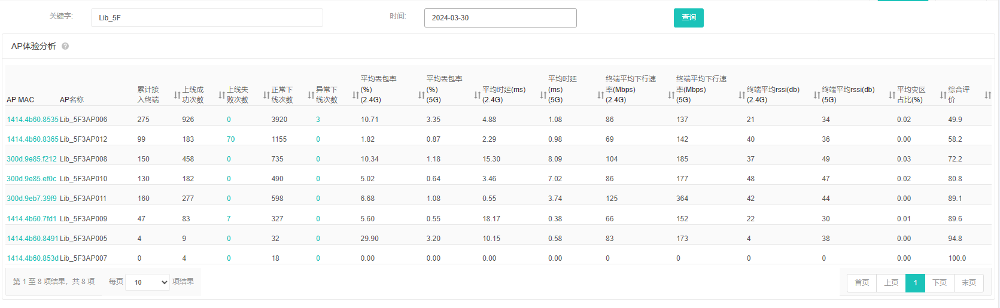 关键字: Lib_5F 时间: 2024-03-30 查询
AP体验分析 ?
AP MAC AP名称 累计接入终端 上线成功次数 上线失败次数 正常下线次数 异常下线次数 平均丢包率(%)(2.4G) 平均丢包率(%)(5G) 平均时延(ms)(2.4G) 平均时延(ms)(5G) 终端平均下行速率(Mbps)(2.4G) 终端平均下行速率(Mbps)(5G) 终端平均rssi(db)(2.4G) 终端平均rssi(db)(5G) 平均灾区占比(%) 综合评价
1414.4b60.8535 Lib_5F3AP006 275 926 0 3920 3 10.71 3.35 4.88 1.08 86 137 21 34 0.02 49.9
1414.4b60.8365 Lib_5F3AP012 99 183 70 1155 0 1.82 0.87 2.29 0.98 69 142 40 36 0.00 58.2
300d.9e85.f212 Lib_5F3AP008 150 458 0 735 0 10.34 1.18 15.30 8.09 104 185 37 49 0.03 72.2
300d.9e85.ef0c Lib_5F3AP010 130 182 0 490 0 5.02 0.64 3.46 7.02 86 177 48 47 0.02 80.8
300d.9eb7.39f9 Lib_5F3AP011 160 277 0 598 0 6.68 1.08 0.55 3.74 125 364 42 44 0.00 89.1
1414.4b60.7fd1 Lib_5F3AP009 47 83 7 327 0 5.60 0.55 18.17 0.38 66 152 22 30 0.01 89.6
1414.4b60.8491 Lib_5F3AP005 4 9 0 32 0 29.90 3.20 10.15 0.58 83 173 4 38 0.00 94.8
1414.4b60.853d Lib_5F3AP007 0 4 0 18 0 0.00 0.00 0.00 0.00 0 0 0 0 0.00 100.0
第 1 至 8 项结果，共 8 项 每页 10 项结果 首页 上页 1 下页 末页